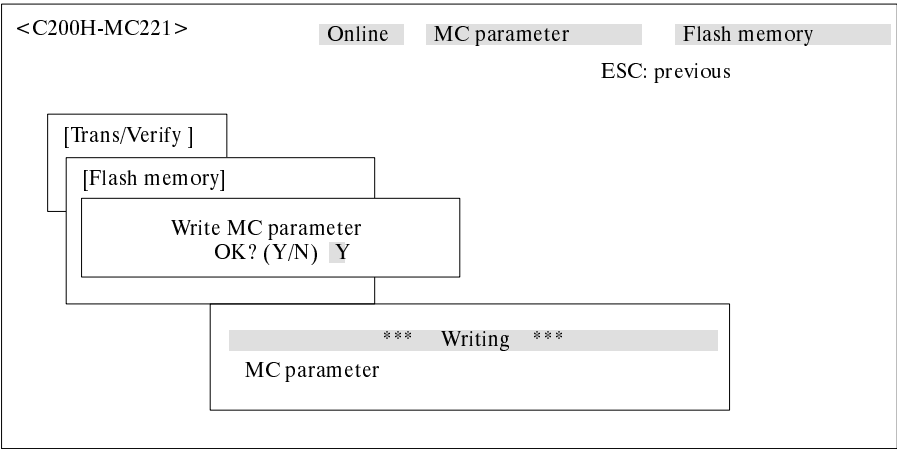 <C200H-MC221> Online MC parameter Flash memory
ESC: previous
[Trans/Verify ]
[Flash memory]
Write MC parameter
OK? (Y/N) Y
*** Writing ***
MC parameter